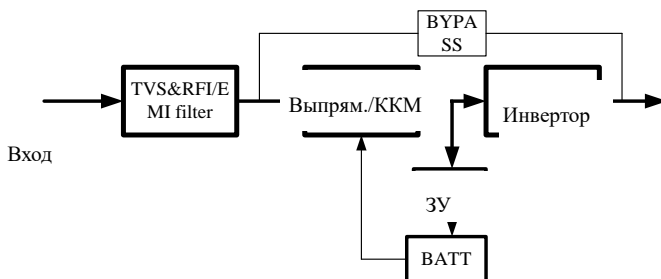 BYPA
SS
TVS&RFI/E
MI filter
Выпрям./ККМ
Инвертор
Вход
ЗУ
BATT